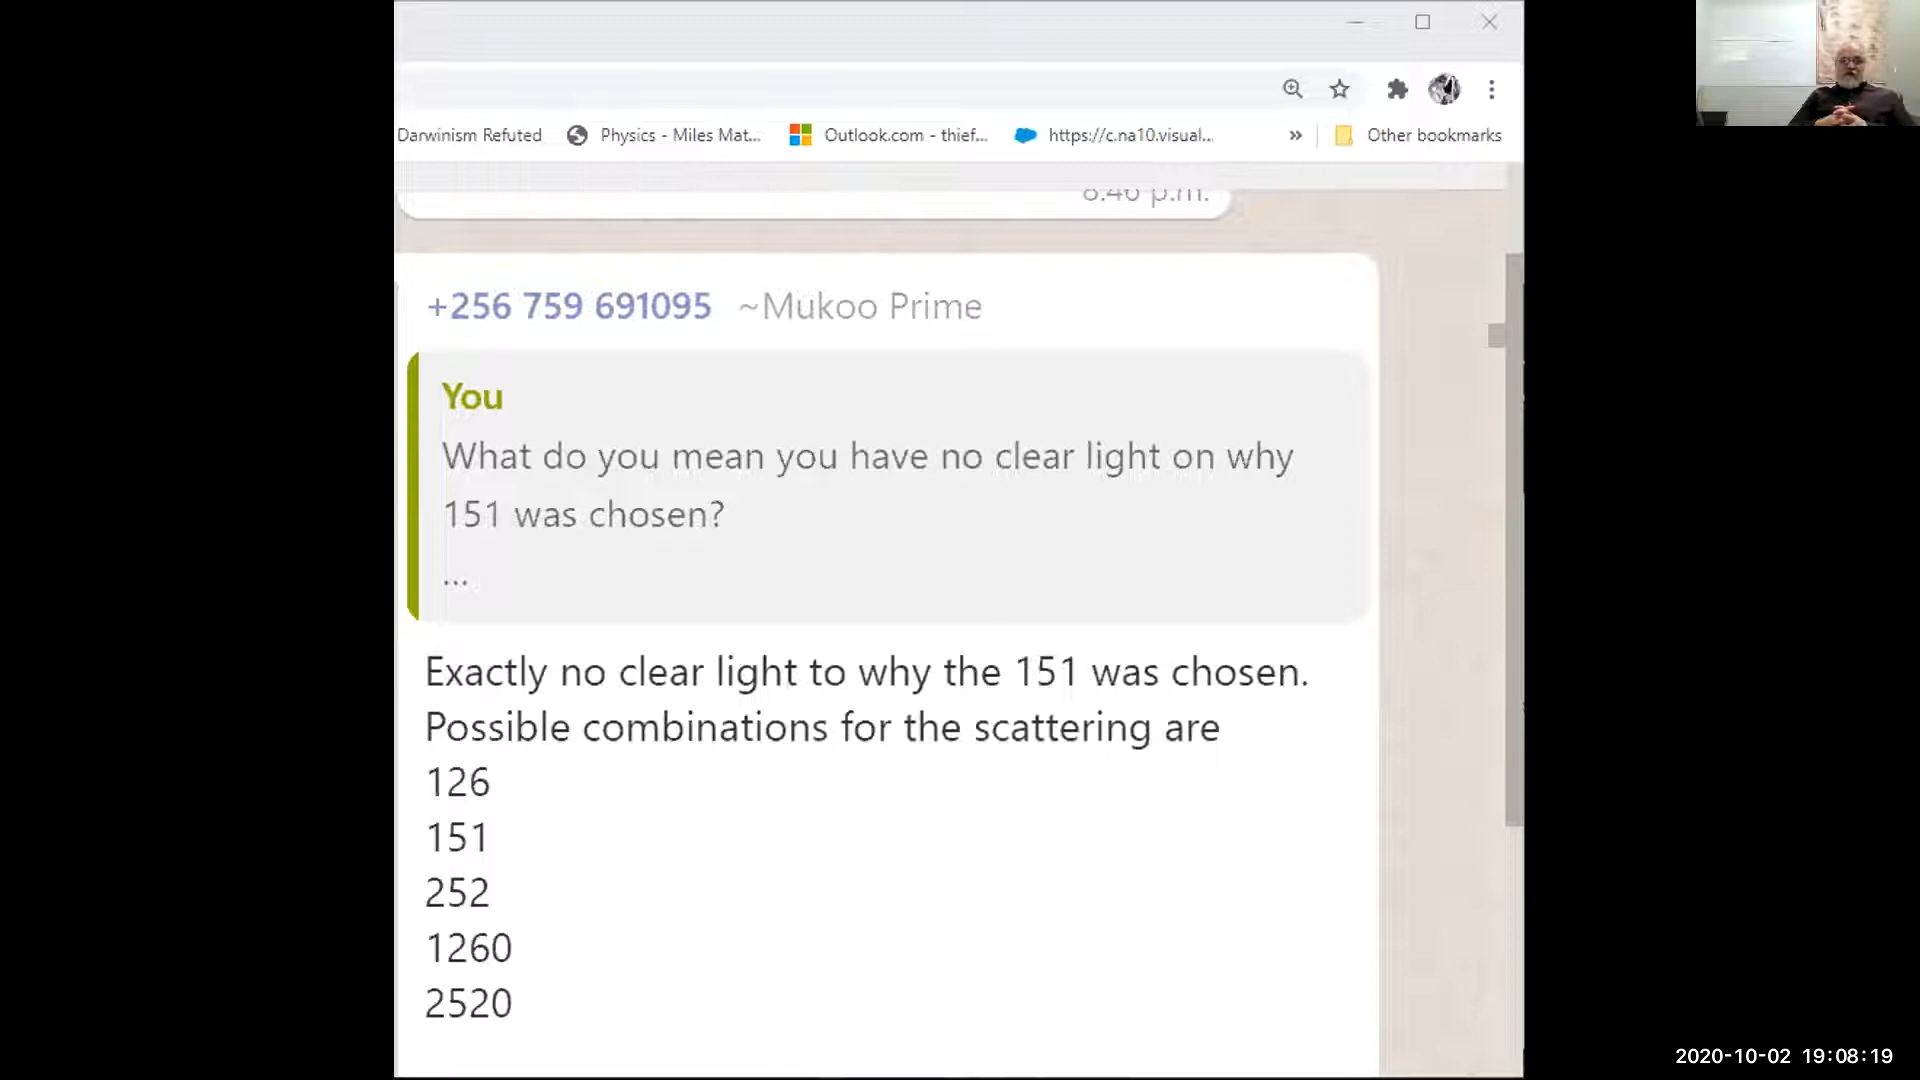 Darwinism Refuted Physics - Miles Mat... Outlook.com - thief... https://c.na10.visual... » Other bookmarks
8:46 p.m.
+256 759 691095 ~Mukoo Prime
You
What do you mean you have no clear light on why
151 was chosen?
...
Exactly no clear light to why the 151 was chosen.
Possible combinations for the scattering are
126
151
252
1260
2520
2020-10-02 19:08:19